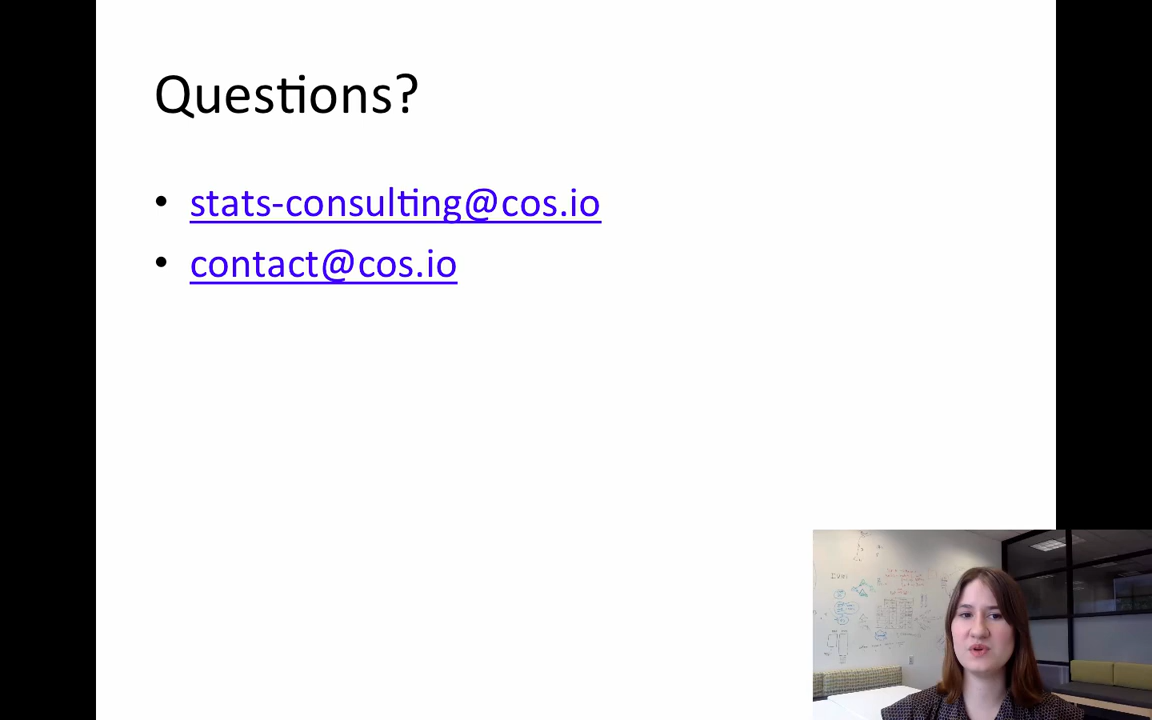 Questions?
• stats-consulting@cos.io
• contact@cos.io